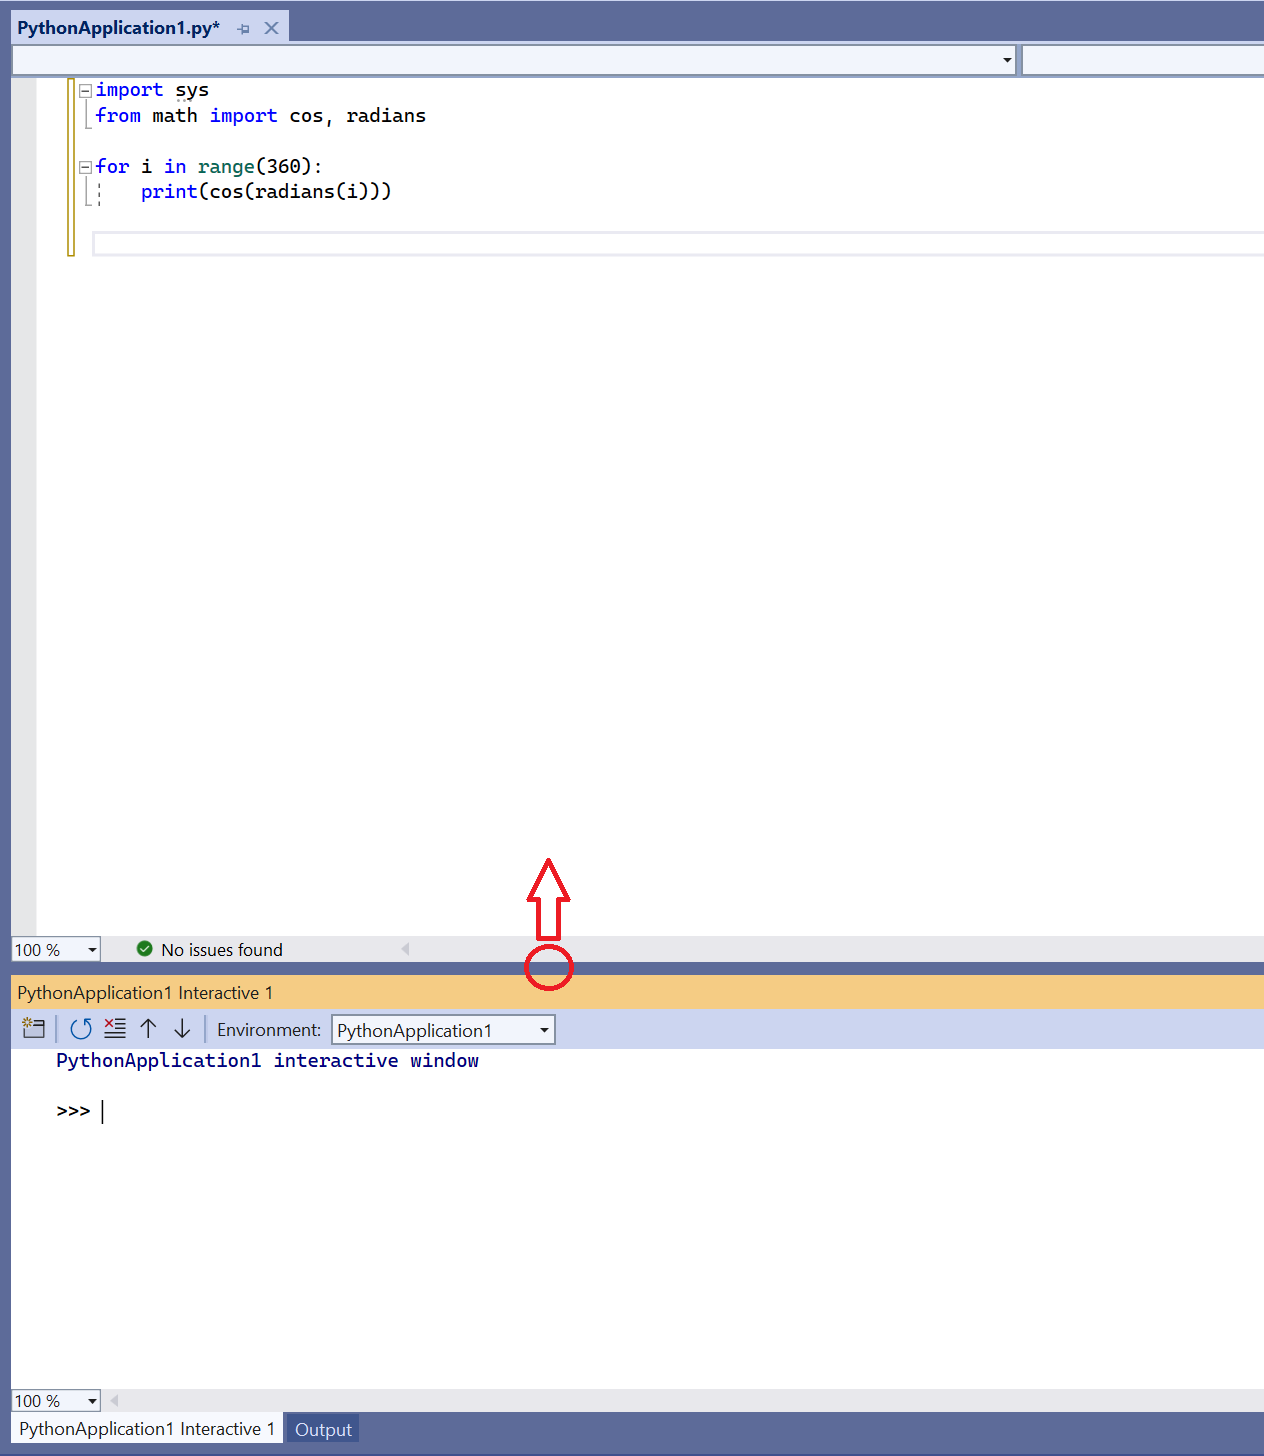 PythonApplication1.py*
import sys
from math import cos, radians
for i in range(360):
    print(cos(radians(i)))
100 %
No issues found
PythonApplication1 Interactive 1
Environment: PythonApplication1
PythonApplication1 interactive window
>>>
100 %
PythonApplication1 Interactive 1 Output